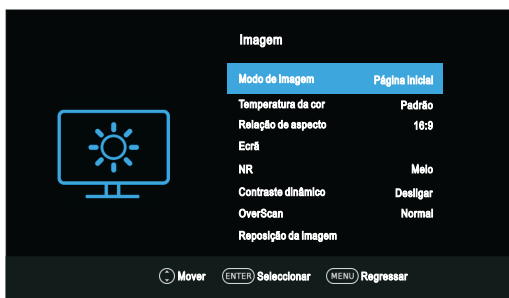 Imagem
Modo de imagem Página inicial
Temperatura da cor Padrão
Relação de aspecto 16:9
Ecrã
NR Meio
Contraste dinâmico Desligar
OverScan Normal
Reposição da imagem
Mover ENTER Seleccionar MENU Regressar